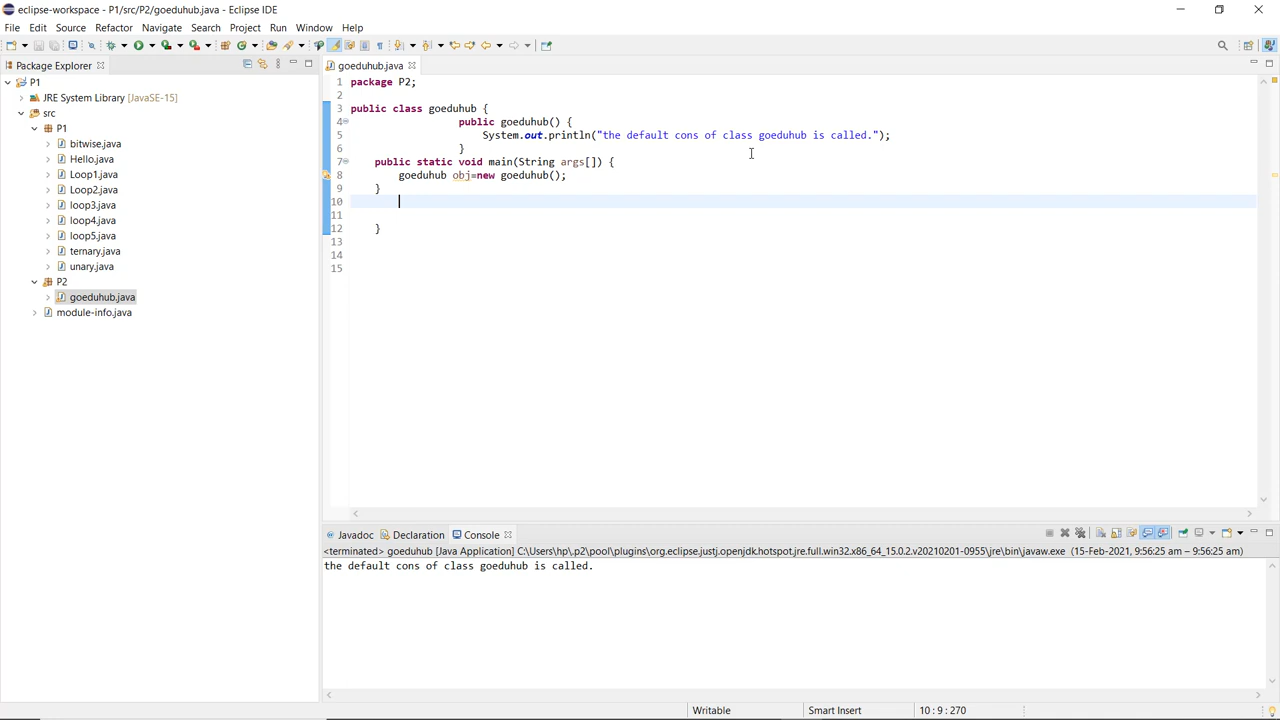 eclipse-workspace - P1/src/P2/goeduhub.java - Eclipse IDE
File Edit Source Refactor Navigate Search Project Run Window Help
Package Explorer
P1
JRE System Library [JavaSE-15]
src
P1
bitwise.java
Hello.java
Loop1.java
Loop2.java
loop3.java
loop4.java
loop5.java
ternary.java
unary.java
P2
goeduhub.java
module-info.java
goeduhub.java
1 package P2;
2
3 public class goeduhub {
4 public goeduhub() {
5 System.out.println("the default cons of class goeduhub is called.");
6 }
7 public static void main(String args[]) {
8 goeduhub obj=new goeduhub();
9 }
10
11
12 }
13
14
15
Javadoc Declaration Console
<terminated> goeduhub [Java Application] C:\Users\hp\.p2\pool\plugins\org.eclipse.justj.openjdk.hotspot.jre.full.win32.x86_64_15.0.2.v20210201-0955\jre\bin\javaw.exe (15-Feb-2021, 9:56:25 am – 9:56:25 am)
the default cons of class goeduhub is called.
Writable Smart Insert 10 : 9 : 270